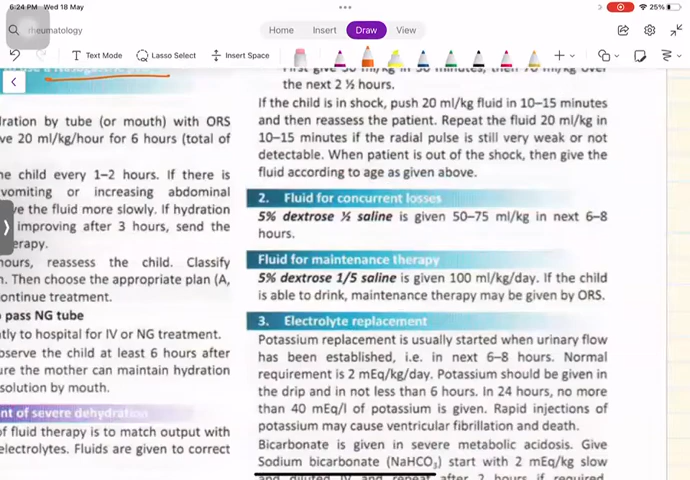 6:24 PM Wed 18 May
25%
rheumatology
Home Insert Draw View
Text Mode Lasso Select Insert Space
dration by tube (or mouth) with ORS
ve 20 ml/kg/hour for 6 hours (total of
he child every 1–2 hours. If there is
vomiting or increasing abdominal
ve the fluid more slowly. If hydration
improving after 3 hours, send the
erapy.
hours, reassess the child. Classify
n. Then choose the appropriate plan (A,
continue treatment.
pass NG tube
ntly to hospital for IV or NG treatment.
bserve the child at least 6 hours after
ure the mother can maintain hydration
solution by mouth.
nt of severe dehydration
of fluid therapy is to match output with
electrolytes. Fluids are given to correct
the next 2 ½ hours.
If the child is in shock, push 20 ml/kg fluid in 10–15 minutes
and then reassess the patient. Repeat the fluid 20 ml/kg in
10–15 minutes if the radial pulse is still very weak or not
detectable. When patient is out of the shock, then give the
fluid according to age as given above.
2. Fluid for concurrent losses
5% dextrose ½ saline is given 50–75 ml/kg in next 6–8
hours.
Fluid for maintenance therapy
5% dextrose 1/5 saline is given 100 ml/kg/day. If the child
is able to drink, maintenance therapy may be given by ORS.
3. Electrolyte replacement
Potassium replacement is usually started when urinary flow
has been established, i.e. in next 6–8 hours. Normal
requirement is 2 mEq/kg/day. Potassium should be given in
the drip and in not less than 6 hours. In 24 hours, no more
than 40 mEq/l of potassium is given. Rapid injections of
potassium may cause ventricular fibrillation and death.
Bicarbonate is given in severe metabolic acidosis. Give
Sodium bicarbonate (NaHCO₃) start with 2 mEq/kg slow
and diluted IV and repeat after 2 hours if required.